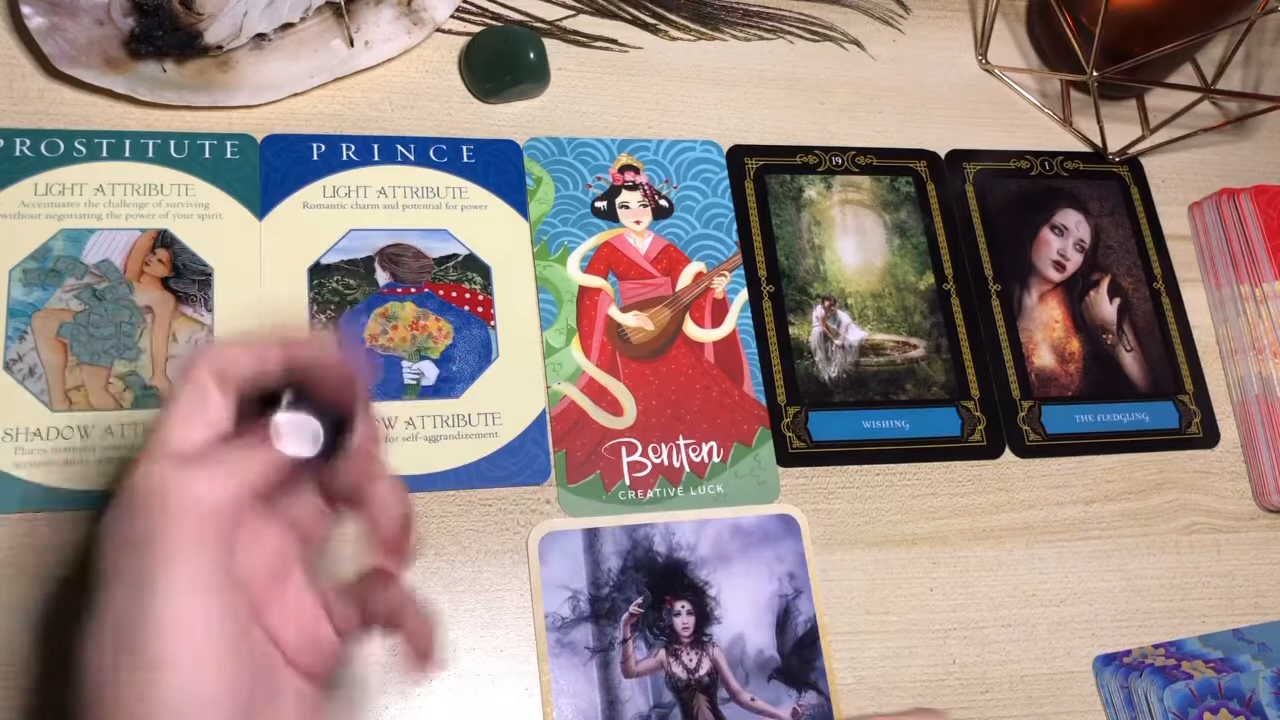 PROSTITUTE
LIGHT ATTRIBUTE
Accentuates the challenge of surviving
without negotiating the power of your spirit.
SHADOW
Places
PRINCE
LIGHT ATTRIBUTE
Romantic charm and potential for power
ATTRIBUTE
for self-aggrandizement.
Benten
CREATIVE LUCK
19
WISHING
1
THE FLEDGLING